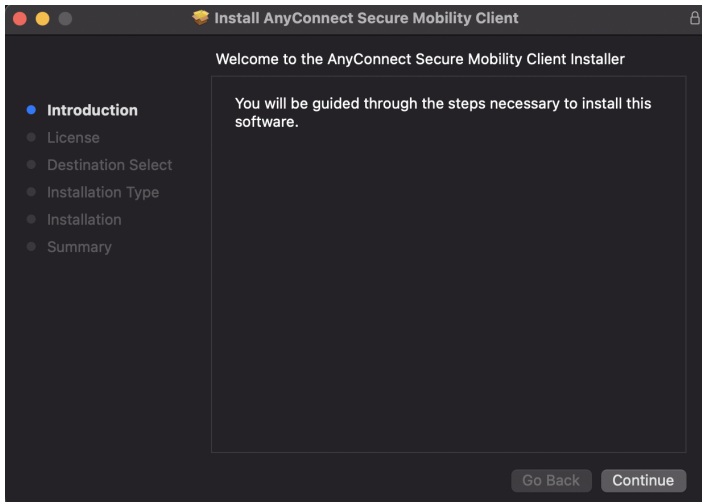 Install AnyConnect Secure Mobility Client
Welcome to the AnyConnect Secure Mobility Client Installer
Introduction
License
Destination Select
Installation Type
Installation
Summary
You will be guided through the steps necessary to install this
software.
Go Back
Continue